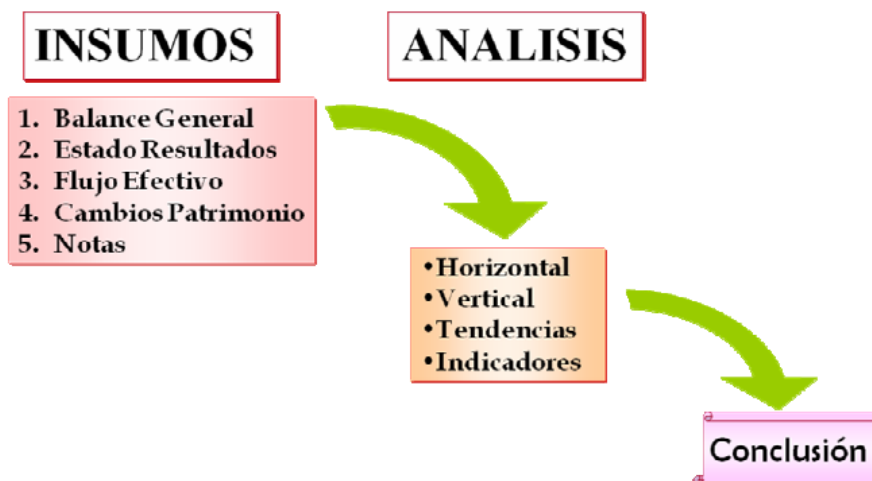 INSUMOS
ANALISIS
1. Balance General
2. Estado Resultados
3. Flujo Efectivo
4. Cambios Patrimonio
5. Notas
•Horizontal
•Vertical
•Tendencias
•Indicadores
Conclusión